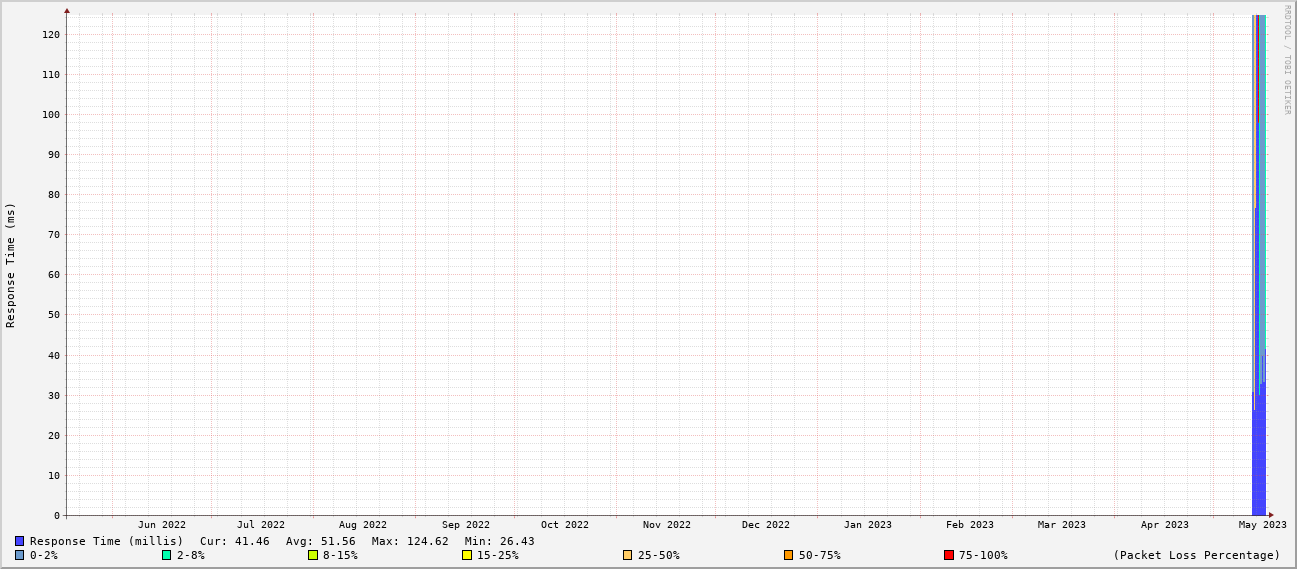 RRDTOOL / TOBI OETIKER
Response Time (ms)
120
110
100
90
80
70
60
50
40
30
20
10
0
Jun 2022 Jul 2022 Aug 2022 Sep 2022 Oct 2022 Nov 2022 Dec 2022 Jan 2023 Feb 2023 Mar 2023 Apr 2023 May 2023
Response Time (millis) Cur: 41.46 Avg: 51.56 Max: 124.62 Min: 26.43
0-2% 2-8% 8-15% 15-25% 25-50% 50-75% 75-100% (Packet Loss Percentage)